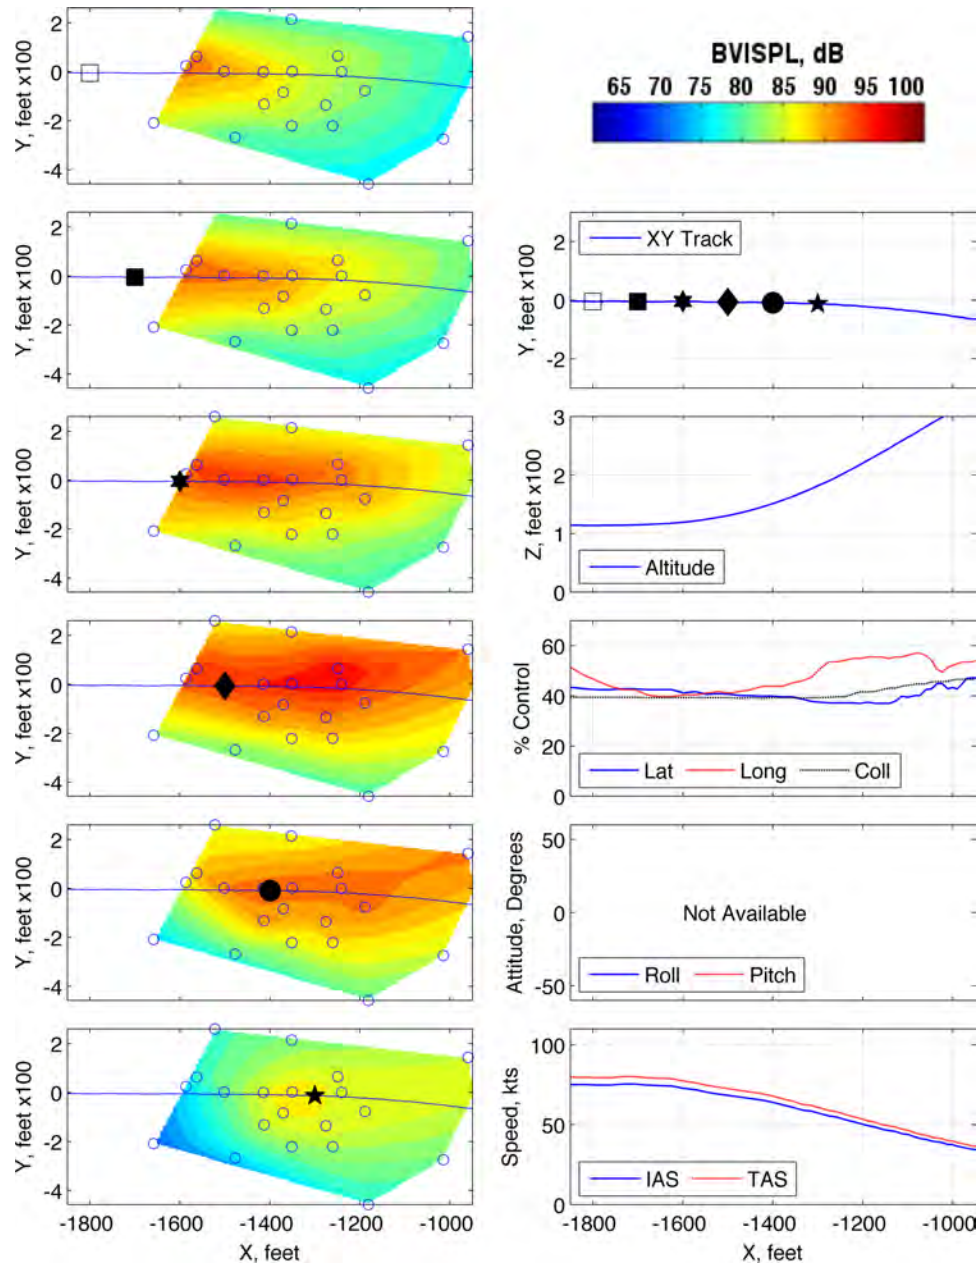 Y, feet x100
2
0
-2
-4
BVISPL, dB
65 70 75 80 85 90 95 100
Y, feet x100
2
0
-2
-4
Y, feet x100
2
0
-2
XY Track
Y, feet x100
2
0
-2
-4
Z, feet x100
3
2
1
0
Altitude
Y, feet x100
2
0
-2
-4
% Control
60
40
20
0
Lat Long Coll
Y, feet x100
2
0
-2
-4
Attitude, Degrees
50
0
-50
Not Available
Roll Pitch
Y, feet x100
2
0
-2
-4
-1800 -1600 -1400 -1200 -1000
X, feet
Speed, kts
100
50
0
IAS TAS
-1800 -1600 -1400 -1200 -1000
X, feet